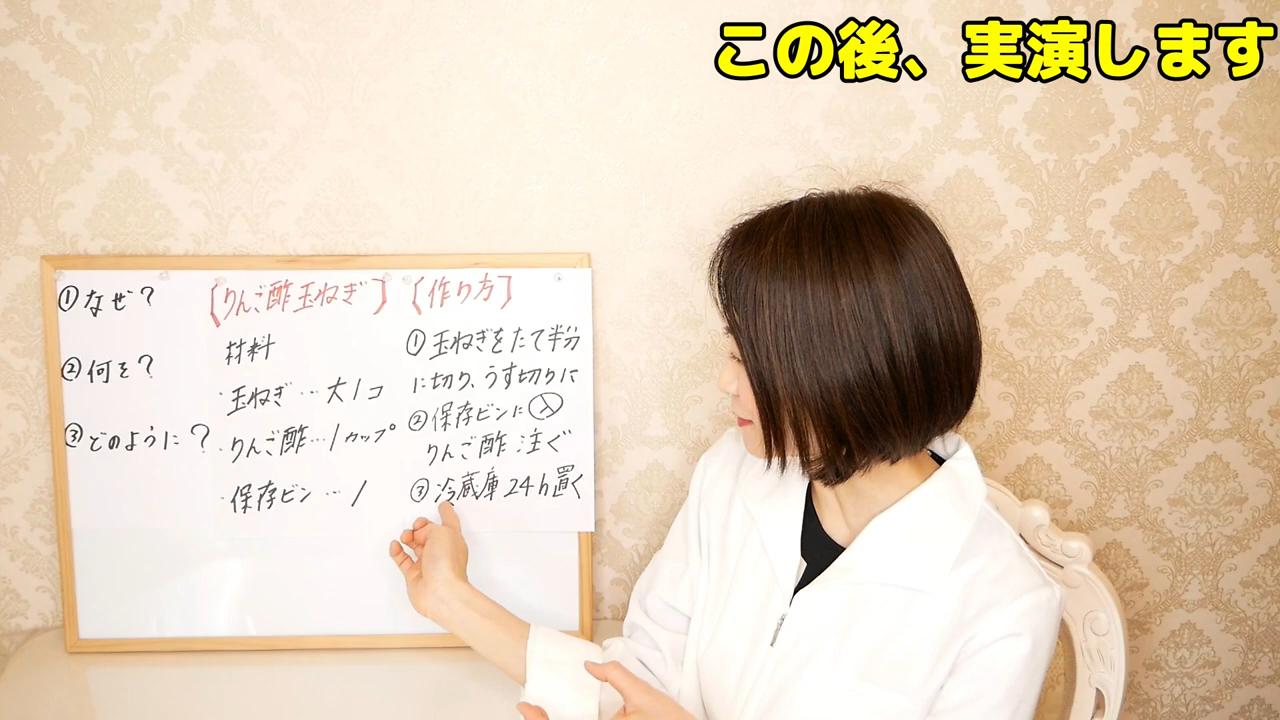 この後、実演します
①なぜ?
②何を?
③どのように?
【りんご酢玉ねぎ】
材料
・玉ねぎ…大1コ
・りんご酢…1カップ
・保存ビン…1
【作り方】
①玉ねぎをたて半分
に切り、うす切りに
②保存ビンに入
りんご酢注ぐ
③冷蔵庫24h置く